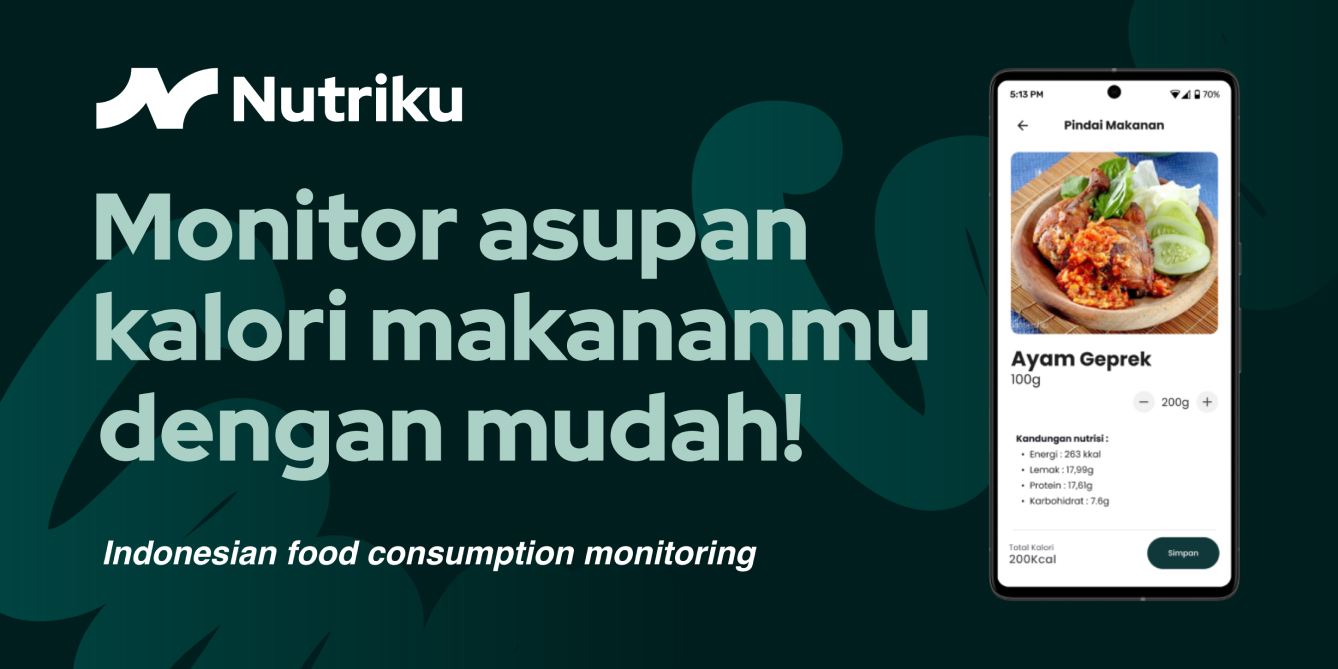 Nutriku
Monitor asupan
kalori makananmu
dengan mudah!
Indonesian food consumption monitoring
5:13 PM
70%
Pindai Makanan
Ayam Geprek
100g
− 200g +
Kandungan nutrisi :
• Energi : 263 kkal
• Lemak : 17,99g
• Protein : 17,61g
• Karbohidrat : 7.6g
Total Kalori
200Kcal
Simpan